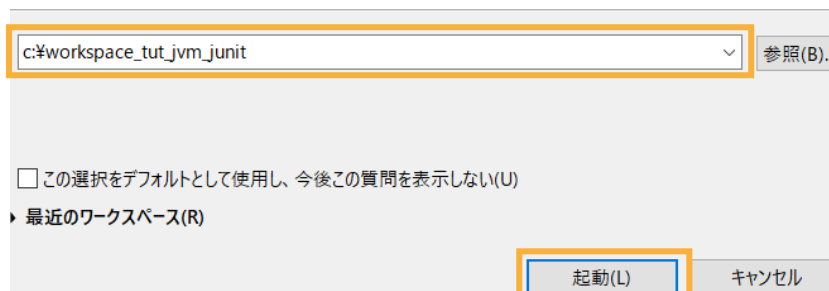 c:¥workspace_tut_jvm_junit
参照(B)..
この選択をデフォルトとして使用し、今後この質問を表示しない(U)
最近のワークスペース(R)
起動(L)
キャンセル